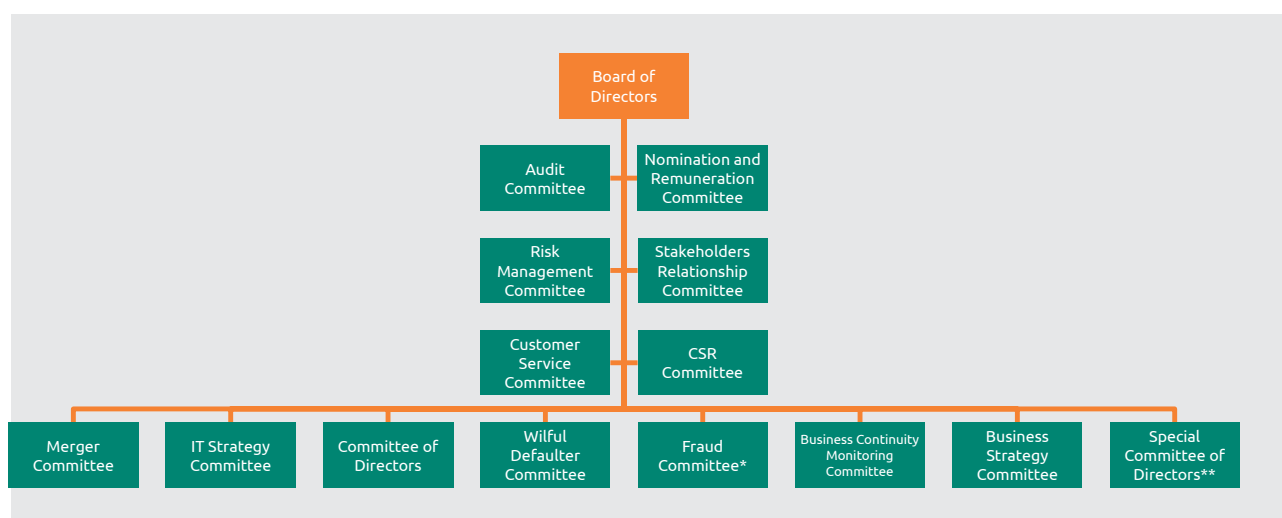 Board of
Directors
Audit
Committee
Nomination and
Remuneration
Committee
Risk
Management
Committee
Stakeholders
Relationship
Committee
Customer
Service
Committee
CSR
Committee
Merger
Committee
IT Strategy
Committee
Committee of
Directors
Wilful
Defaulter
Committee
Fraud
Committee*
Business Continuity
Monitoring
Committee
Business
Strategy
Committee
Special
Committee of
Directors**